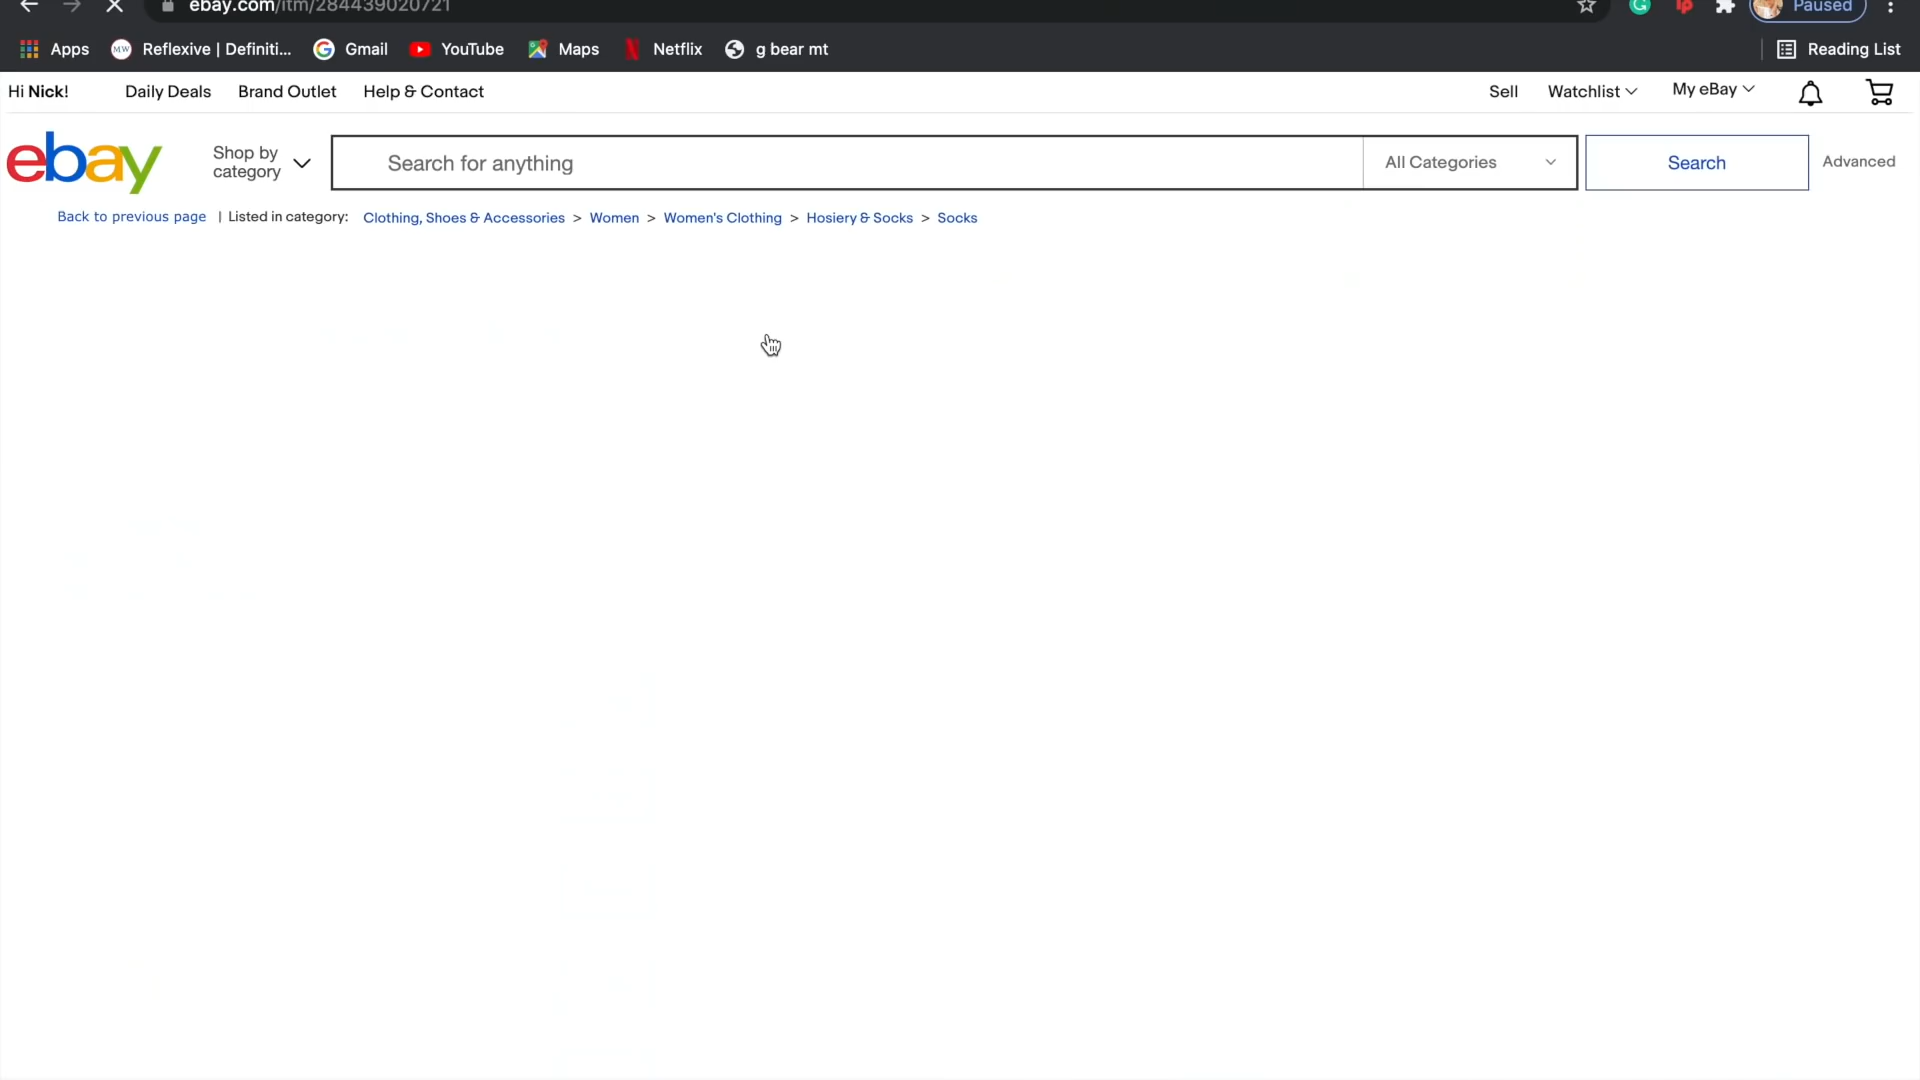 ebay.com/itm/284439020721
Paused
Apps
MW Reflexive | Definiti...
G Gmail
YouTube
Maps
Netflix
g bear mt
Reading List
Hi Nick!
Daily Deals
Brand Outlet
Help & Contact
Sell
Watchlist
My eBay
ebay
Shop by
category
Search for anything
All Categories
Search
Advanced
Back to previous page | Listed in category: Clothing, Shoes & Accessories > Women > Women's Clothing > Hosiery & Socks > Socks